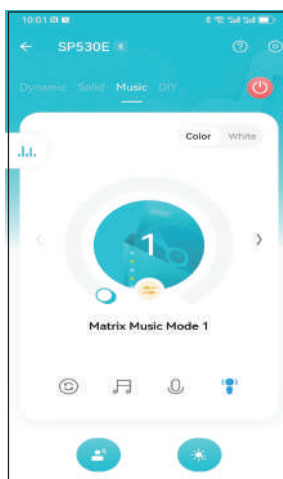 10:01
SP530E
Dynamic Solid Music DIY
Color White
1
Matrix Music Mode 1